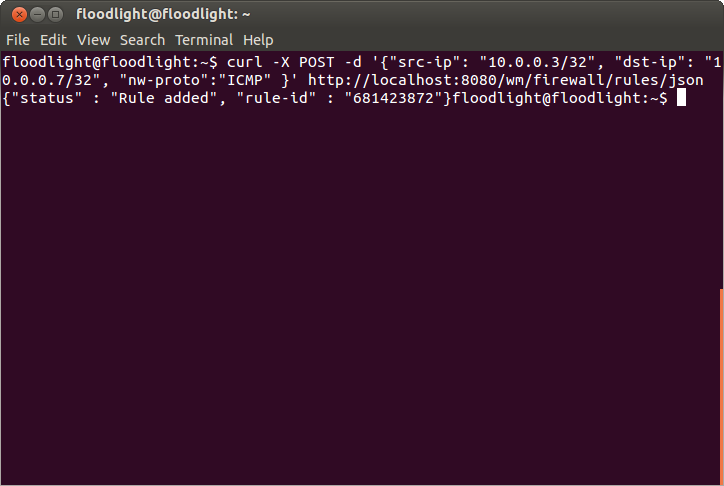 floodlight@floodlight: ~
File Edit View Search Terminal Help
floodlight@floodlight:~$ curl -X POST -d '{"src-ip": "10.0.0.3/32", "dst-ip": "1
0.0.0.7/32", "nw-proto":"ICMP" }' http://localhost:8080/wm/firewall/rules/json
{"status" : "Rule added", "rule-id" : "681423872"}floodlight@floodlight:~$